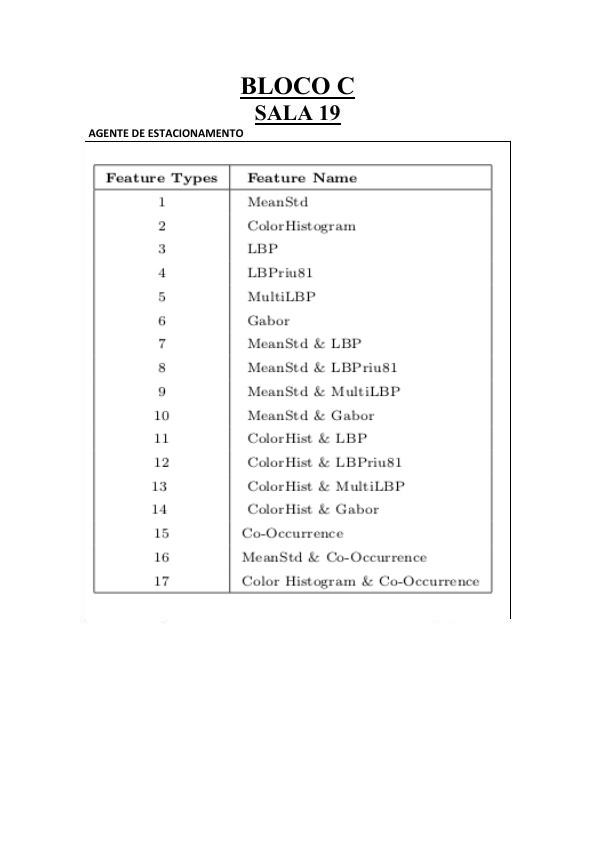 BLOCO C
SALA 19
AGENTE DE ESTACIONAMENTO
Feature Types Feature Name
1 MeanStd
2 ColorHistogram
3 LBP
4 LBPriu81
5 MultiLBP
6 Gabor
7 MeanStd & LBP
8 MeanStd & LBPriu81
9 MeanStd & MultiLBP
10 MeanStd & Gabor
11 ColorHist & LBP
12 ColorHist & LBPriu81
13 ColorHist & MultiLBP
14 ColorHist & Gabor
15 Co-Occurrence
16 MeanStd & Co-Occurrence
17 Color Histogram & Co-Occurrence